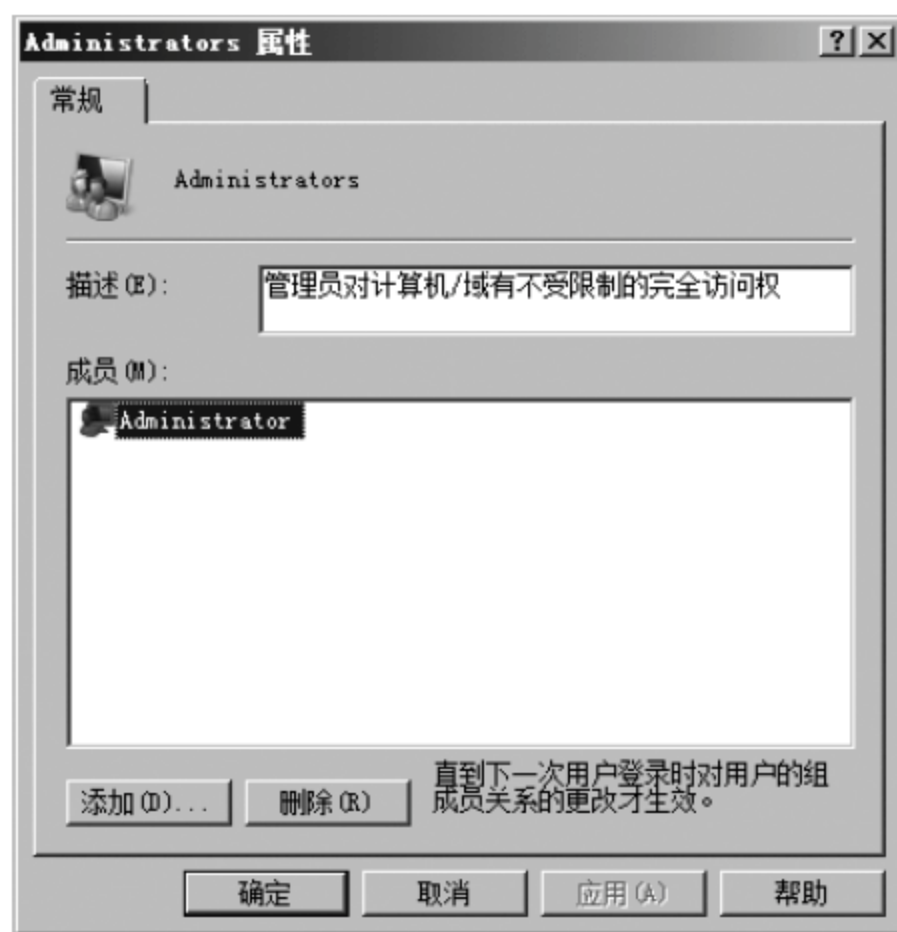 Administrators 属性
常规
Administrators
描述(E):
管理员对计算机/域有不受限制的完全访问权
成员(M):
Administrator
添加(D)...
删除(R)
直到下一次用户登录时对用户的组
成员关系的更改才生效。
确定
取消
应用(A)
帮助